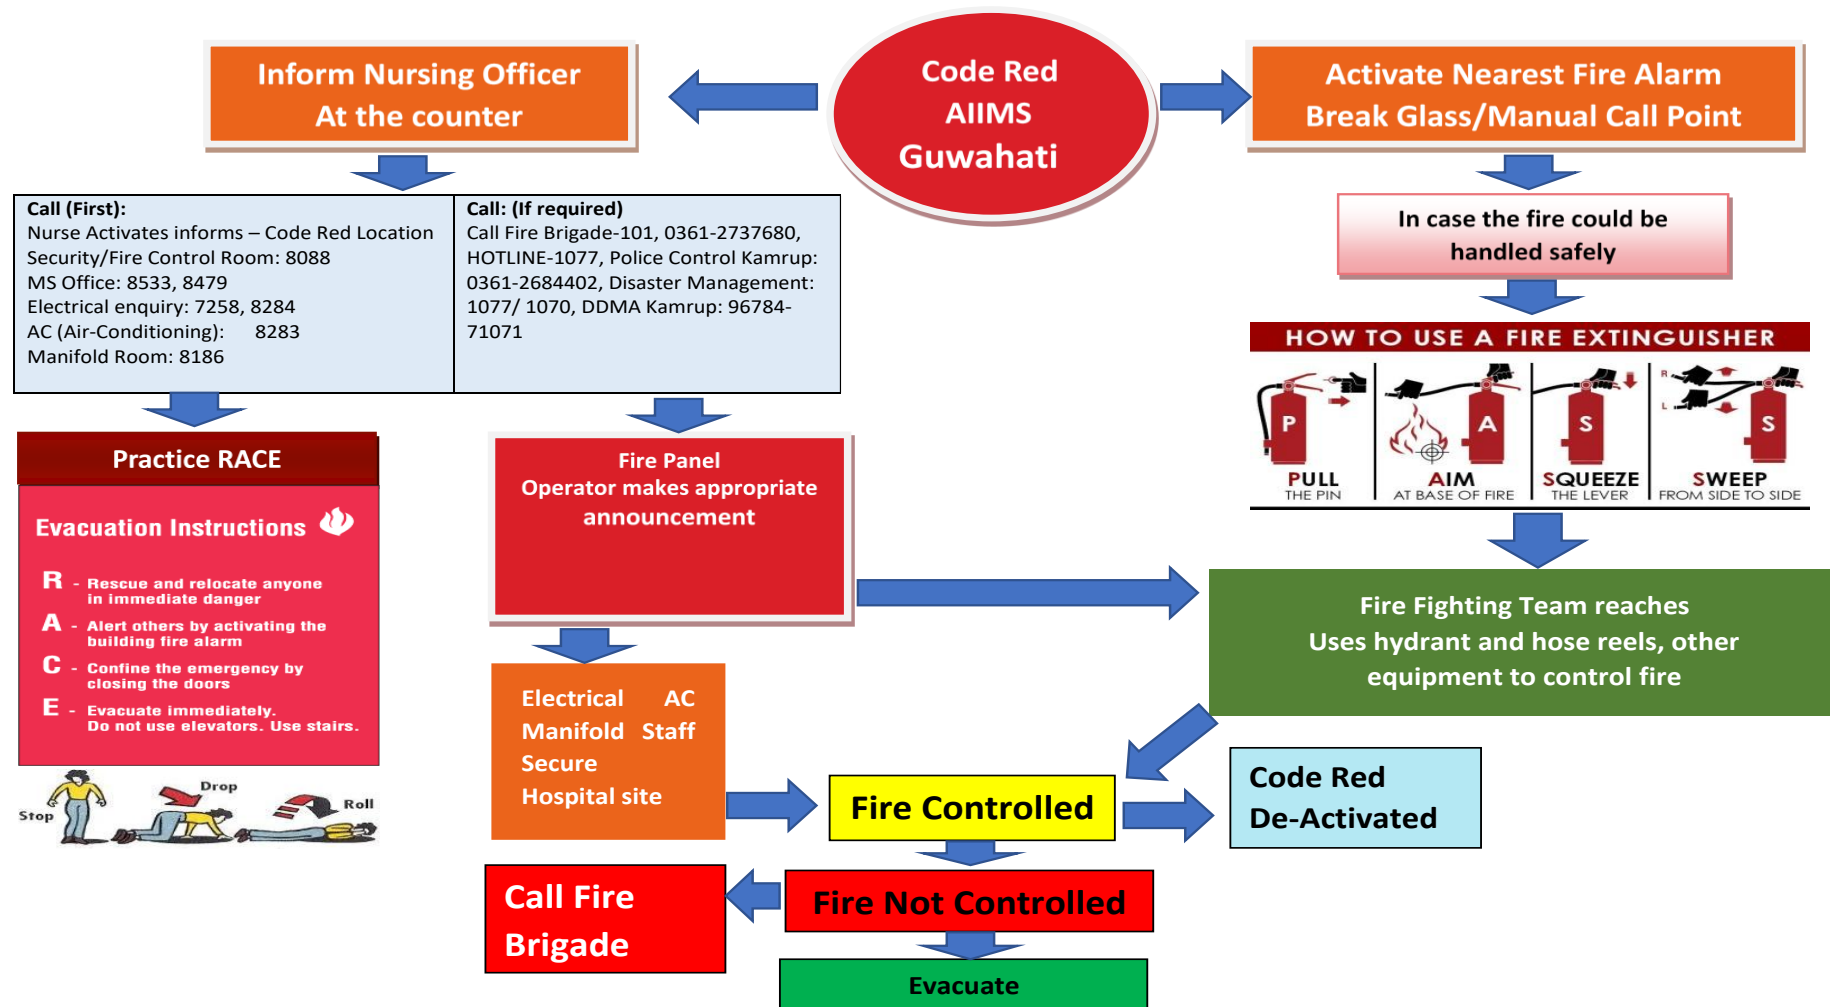 Code Red
AIIMS
Guwahati
Inform Nursing Officer
At the counter
Activate Nearest Fire Alarm
Break Glass/Manual Call Point
Call (First):
Nurse Activates informs – Code Red Location
Security/Fire Control Room: 8088
MS Office: 8533, 8479
Electrical enquiry: 7258, 8284
AC (Air-Conditioning): 8283
Manifold Room: 8186
Call: (If required)
Call Fire Brigade-101, 0361-2737680,
HOTLINE-1077, Police Control Kamrup:
0361-2684402, Disaster Management:
1077/ 1070, DDMA Kamrup: 96784-
71071
In case the fire could be
handled safely
HOW TO USE A FIRE EXTINGUISHER
P
A
S
R
L
S
PULL
THE PIN
AIM
AT BASE OF FIRE
SQUEEZE
THE LEVER
SWEEP
FROM SIDE TO SIDE
Practice RACE
Evacuation Instructions
R - Rescue and relocate anyone
in immediate danger
A - Alert others by activating the
building fire alarm
C - Confine the emergency by
closing the doors
E - Evacuate immediately.
Do not use elevators. Use stairs.
Stop
Drop
Roll
Fire Panel
Operator makes appropriate
announcement
Fire Fighting Team reaches
Uses hydrant and hose reels, other
equipment to control fire
Electrical AC
Manifold Staff
Secure
Hospital site
Fire Controlled
Code Red
De-Activated
Fire Not Controlled
Call Fire
Brigade
Evacuate